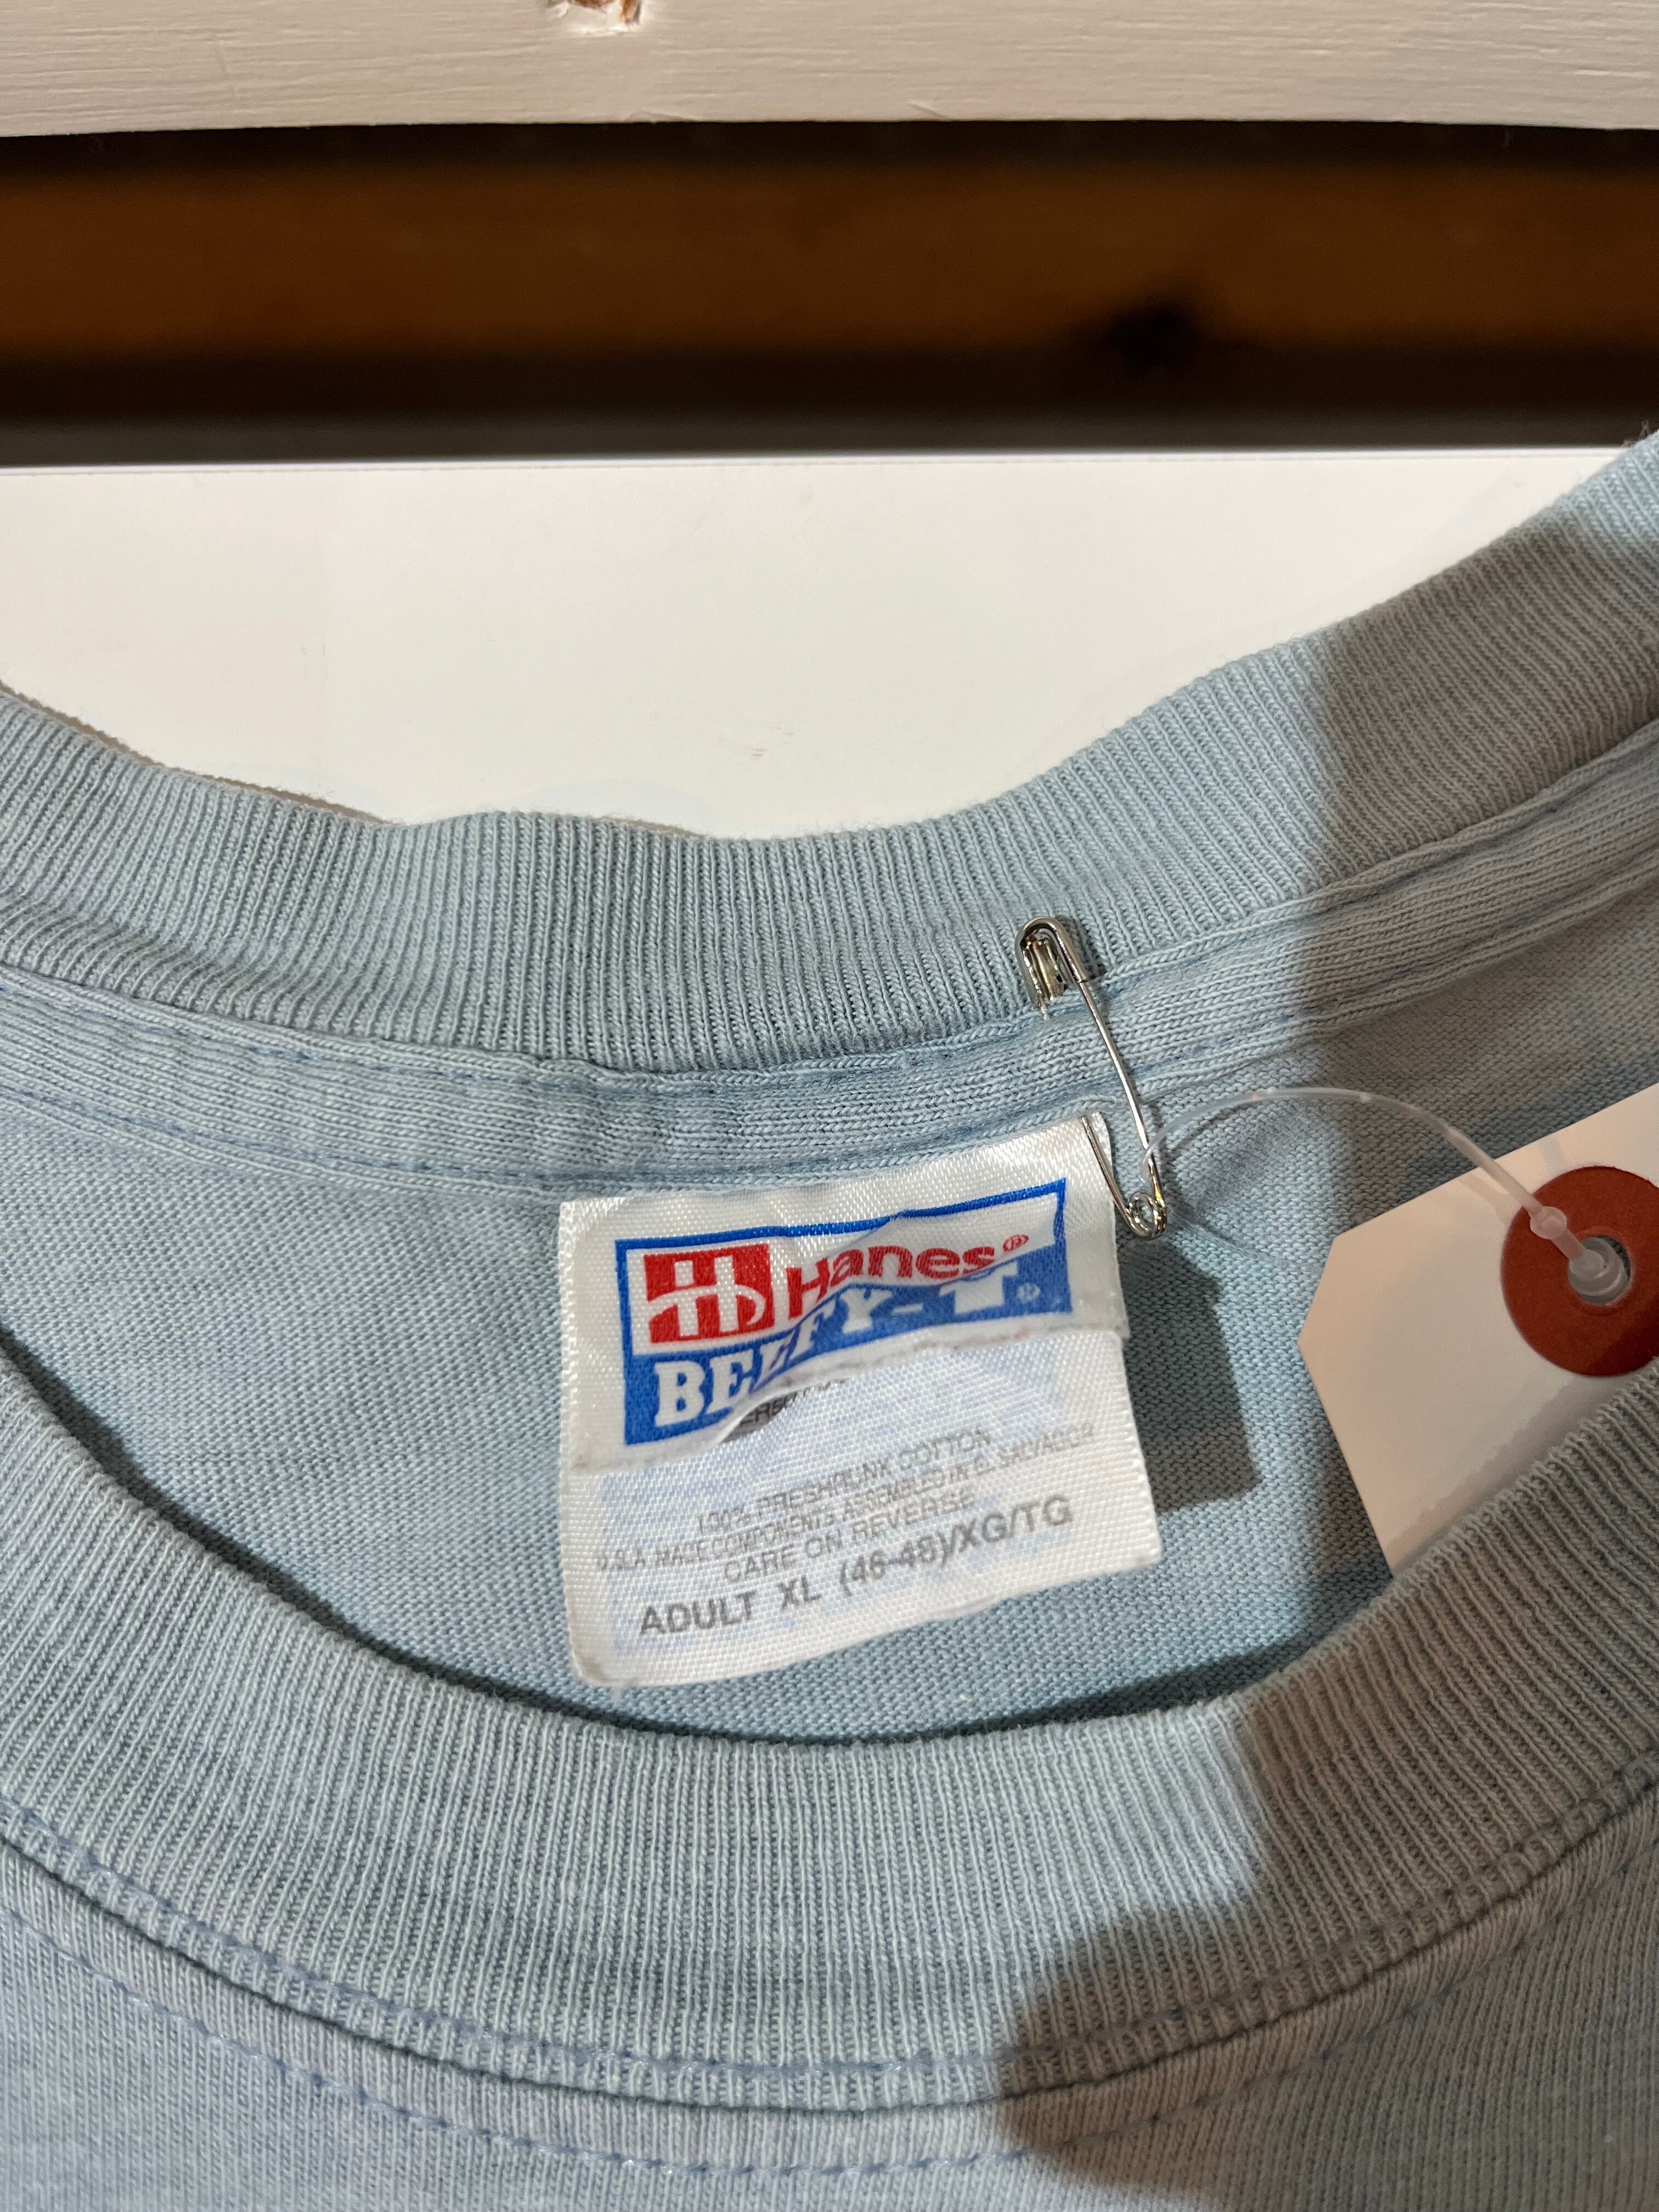 Hanes®
BEEFY-T®
100% PRESHRUNK COTTON
U.S.A. MADE COMPONENTS ASSEMBLED IN EL SALVADOR
CARE ON REVERSE
ADULT XL (46-48)/XG/TG